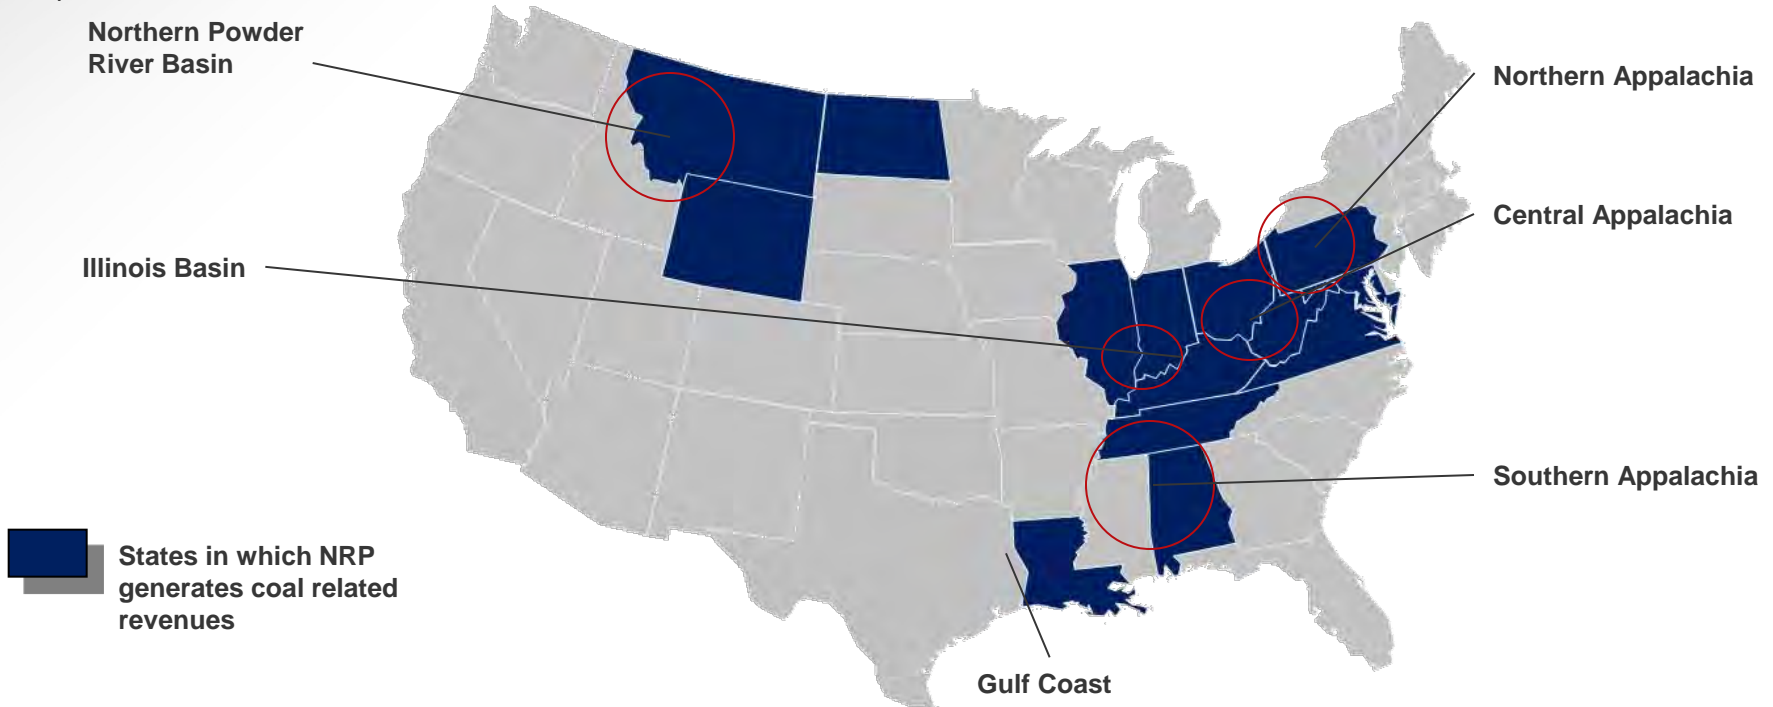 Northern Powder
River Basin
Northern Appalachia
Central Appalachia
Illinois Basin
Southern Appalachia
States in which NRP
generates coal related
revenues
Gulf Coast